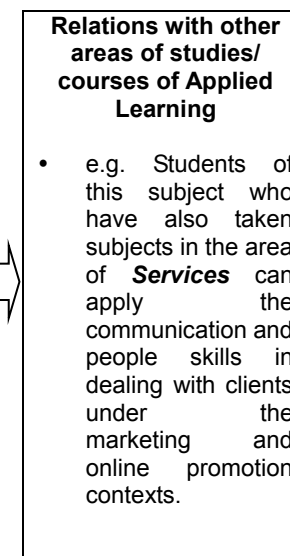 Relations with other
areas of studies/
courses of Applied
Learning
• e.g. Students of
this subject who
have also taken
subjects in the area
of Services can
apply the
communication and
people skills in
dealing with clients
under the
marketing and
online promotion
contexts.